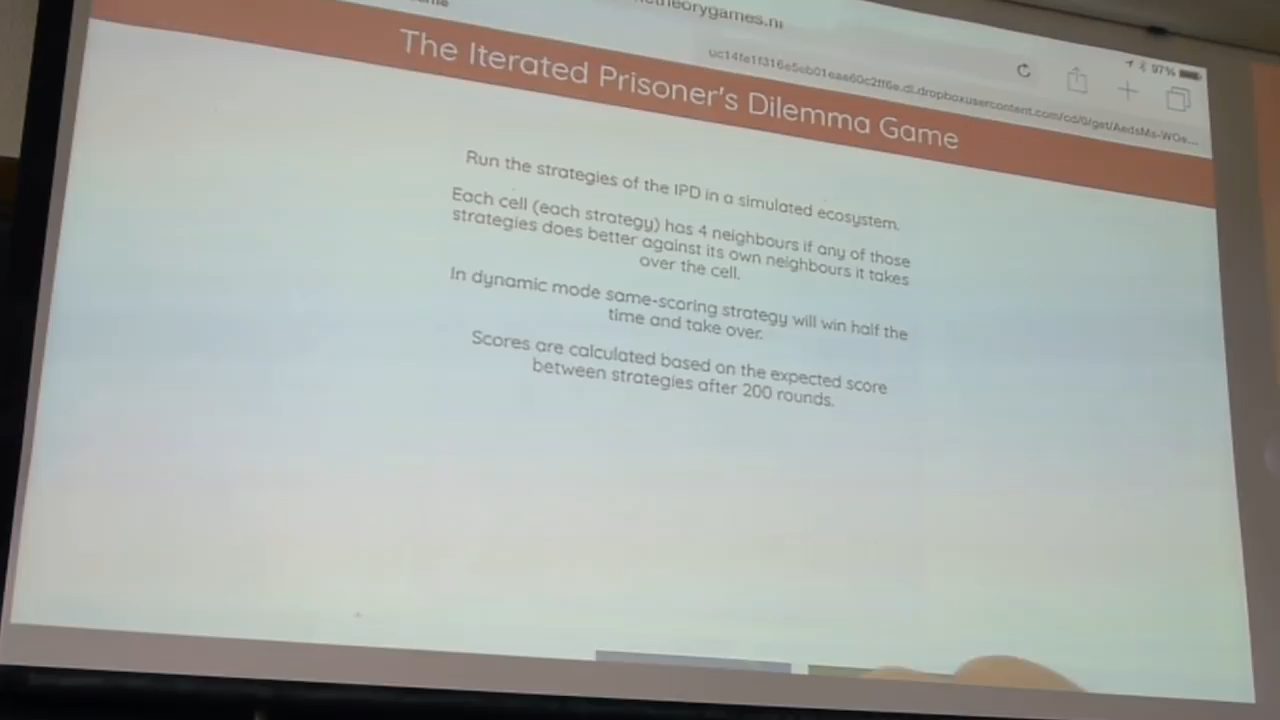 97%
The Iterated Prisoner's Dilemma Game
Run the strategies of the IPD in a simulated ecosystem.
Each cell (each strategy) has 4 neighbours if any of those
strategies does better against its own neighbours it takes
over the cell.
In dynamic mode same-scoring strategy will win half the
time and take over.
Scores are calculated based on the expected score
between strategies after 200 rounds.